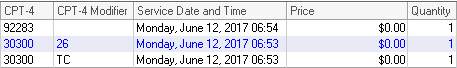 CPT-4 CPT-4 Modifier Service Date and Time Price Quantity
92283 Monday, June 12, 2017 06:54 $0.00 1
30300 26 Monday, June 12, 2017 06:53 $0.00 1
30300 TC Monday, June 12, 2017 06:53 $0.00 1